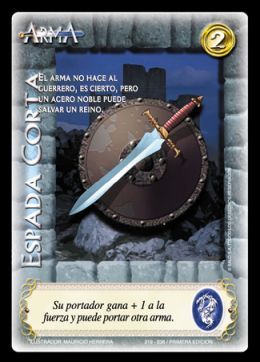 ARMA
2
EL ARMA NO HACE AL
GUERRERO, ES CIERTO, PERO
UN ACERO NOBLE PUEDE
SALVAR UN REINO.
ESPADA CORTA
Su portador gana + 1 a la
fuerza y puede portar otra arma.
ILUSTRADOR: MAURICIO HERRERA
PRIMERA EDICION